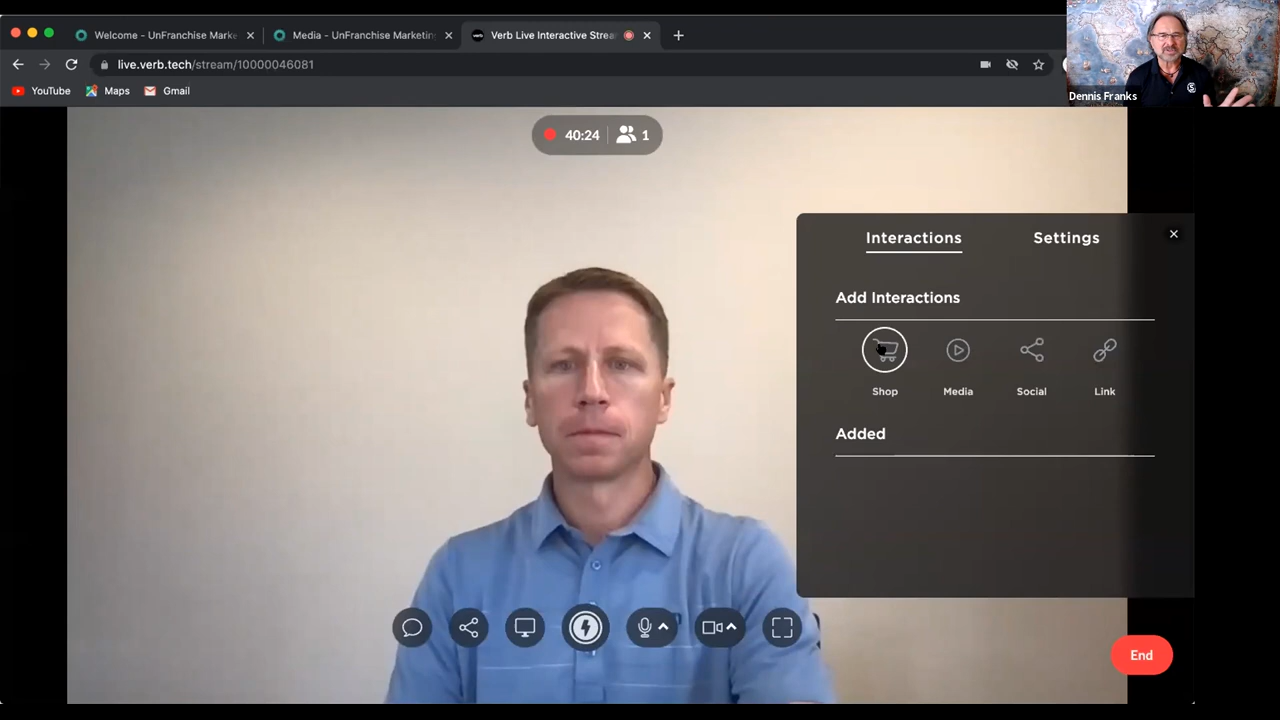 Welcome - UnFranchise Marke
Media - UnFranchise Marketing
Verb Live Interactive Strea
live.verb.tech/stream/10000046081
YouTube
Maps
Gmail
Dennis Franks
40:24
1
Interactions
Settings
Add Interactions
Shop
Media
Social
Link
Added
End